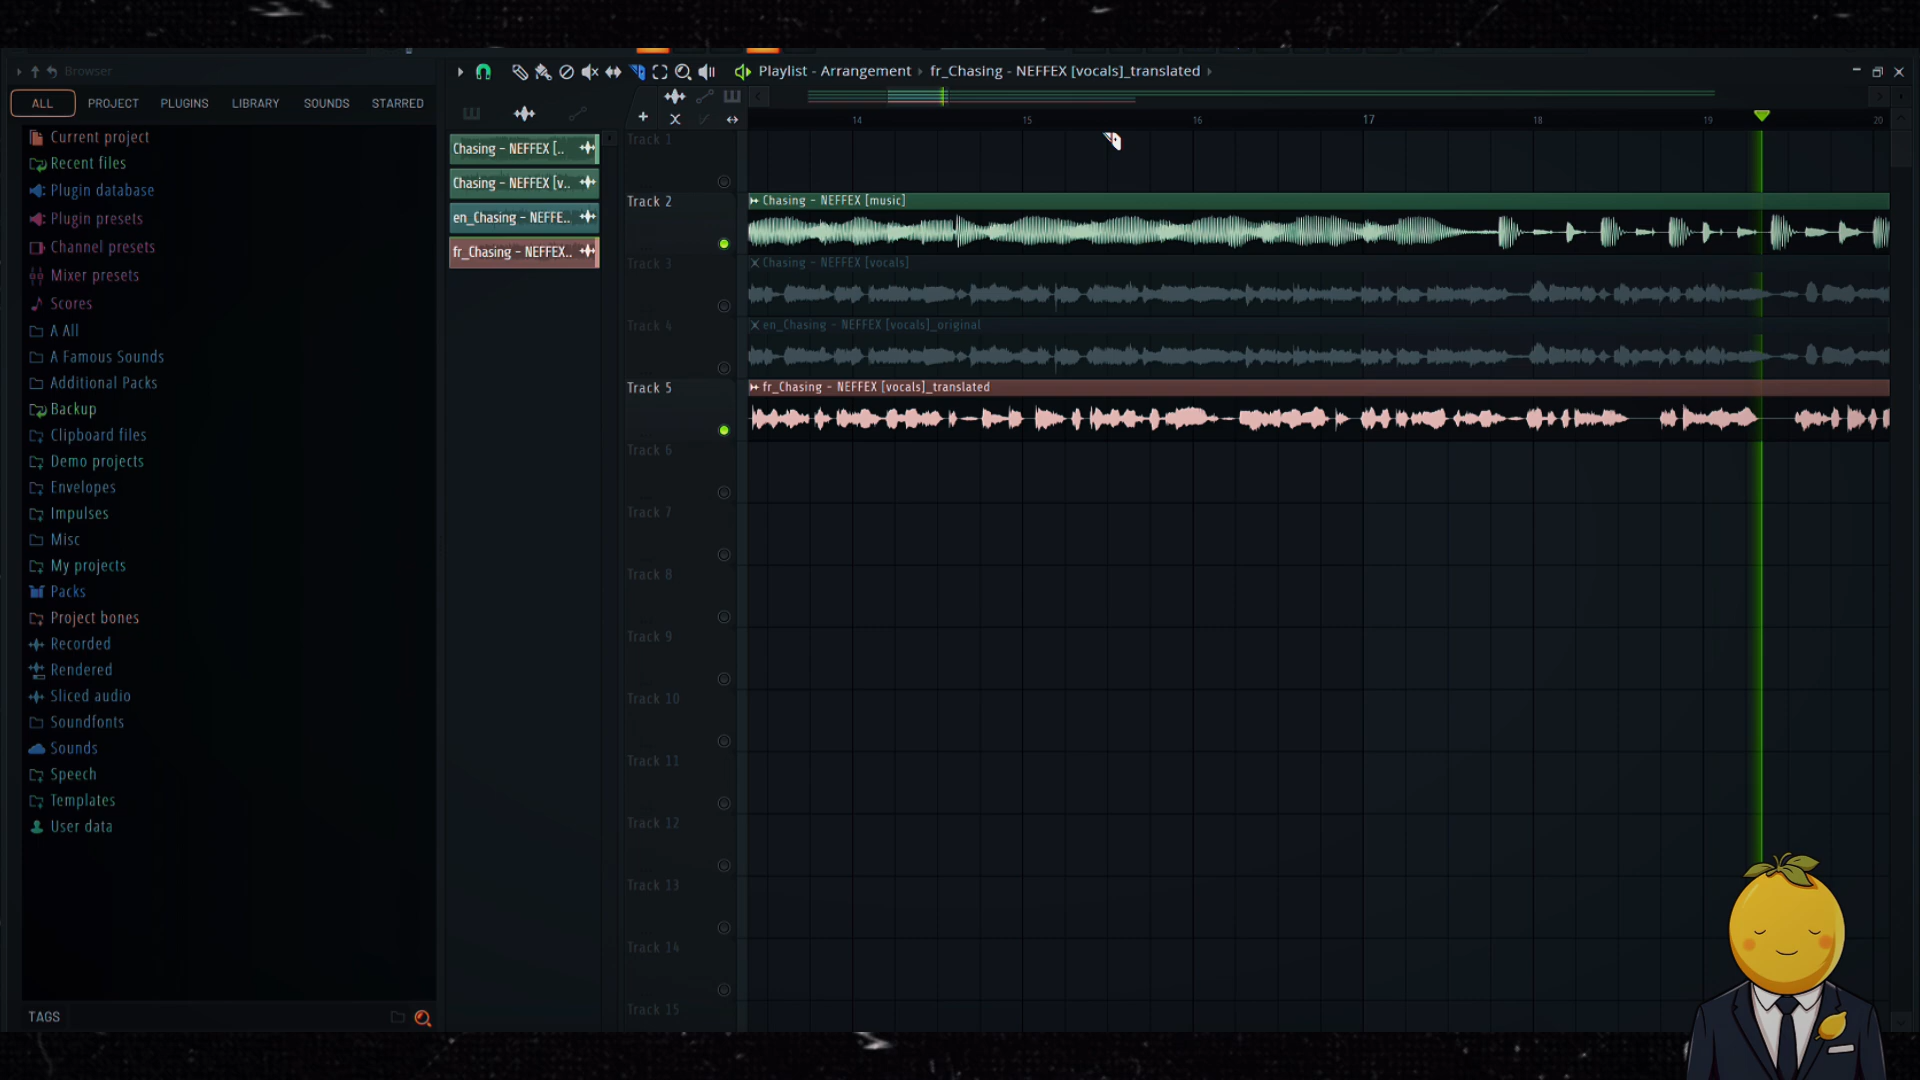 Browser
Playlist - Arrangement › fr_Chasing - NEFFEX [vocals]_translated ›
ALL PROJECT PLUGINS LIBRARY SOUNDS STARRED
Current project
Recent files
Plugin database
Plugin presets
Channel presets
Mixer presets
Scores
A All
A Famous Sounds
Additional Packs
Backup
Clipboard files
Demo projects
Envelopes
Impulses
Misc
My projects
Packs
Project bones
Recorded
Rendered
Sliced audio
Soundfonts
Sounds
Speech
Templates
User data
TAGS
Chasing - NEFFEX [..
Chasing - NEFFEX [v..
en_Chasing - NEFFE..
fr_Chasing - NEFFEX..
14 15 16 17 18 19 20
Track 1
Track 2
Chasing - NEFFEX [music]
Track 3
Chasing - NEFFEX [vocals]
Track 4
en_Chasing - NEFFEX [vocals]_original
Track 5
fr_Chasing - NEFFEX [vocals]_translated
Track 6
Track 7
Track 8
Track 9
Track 10
Track 11
Track 12
Track 13
Track 14
Track 15